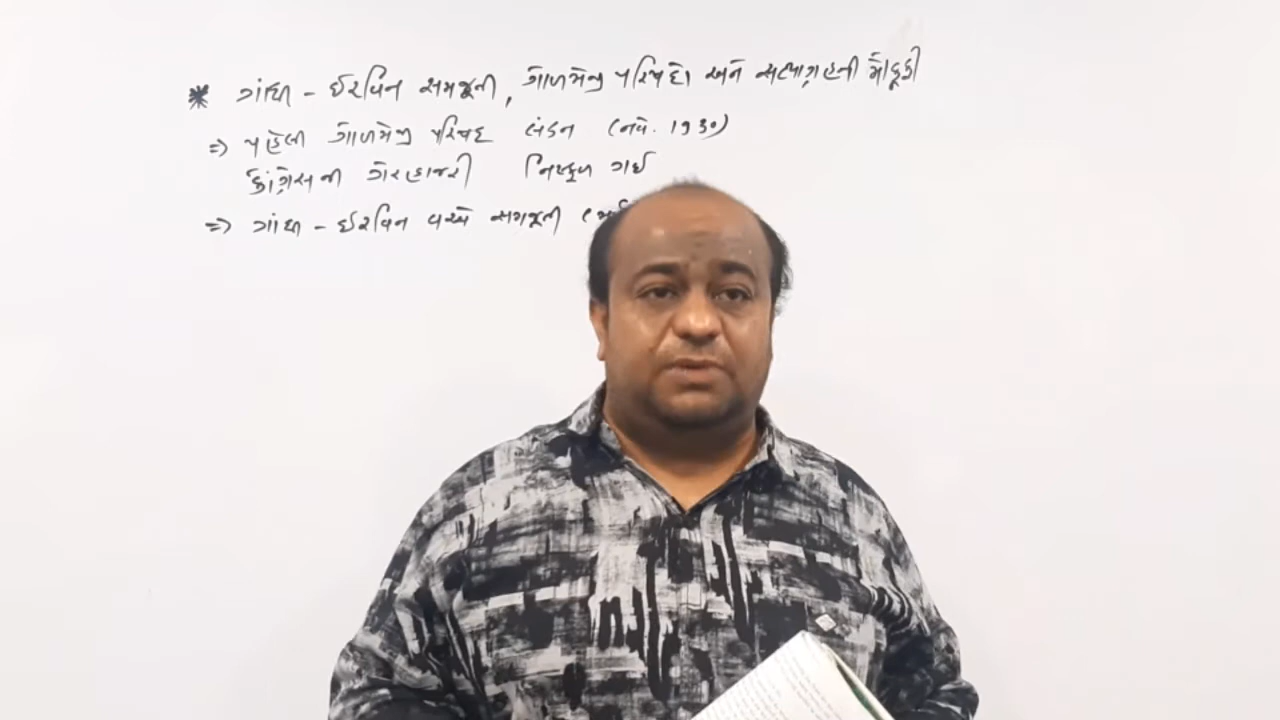 * ગાંધી - ઈરવિન સમજૂતી, ગોળમેજી પરિષદો અને સત્યાગ્રહની મોકૂફી
⇒ પહેલી ગોળમેજી પરિષદ લંડન (નવે. 1930)
કોંગ્રેસની ગેરહાજરી નિષ્ફળ ગઈ
⇒ ગાંધી - ઈરવિન વચ્ચે સમજૂતી (